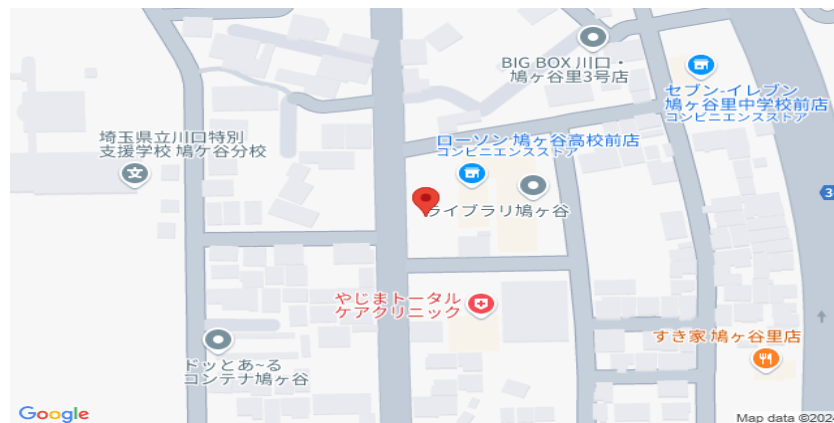 BIG BOX 川口・
鳩ヶ谷里3号店
セブン-イレブン
鳩ヶ谷里中学校前店
コンビニエンスストア
埼玉県立川口特別
支援学校 鳩ケ谷分校
ローソン 鳩ヶ谷高校前店
コンビニエンスストア
ライブラリ鳩ヶ谷
3
やじまトータル
ケアクリニック
すき家 鳩ヶ谷里店
ドッとあ~る
コンテナ鳩ヶ谷
Google
Map data ©2024